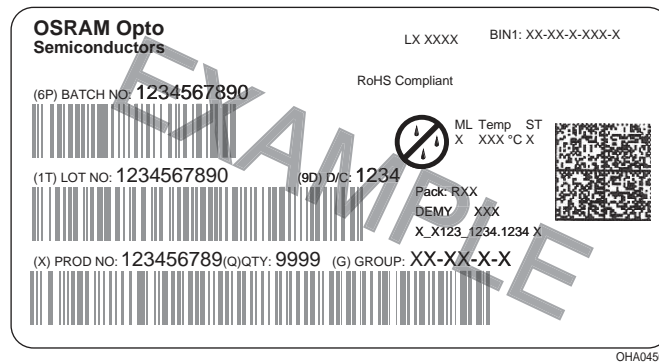 OSRAM Opto
Semiconductors
LX XXXX
BIN1: XX-XX-X-XXX-X
RoHS Compliant
(6P) BATCH NO: 1234567890
ML Temp ST
X XXX °C X
(1T) LOT NO: 1234567890 (9D) D/C: 1234
Pack: RXX
DEMY XXX
X_X123_1234.1234 X
(X) PROD NO: 123456789(Q)QTY: 9999 (G) GROUP: XX-XX-X-X
EXAMPLE